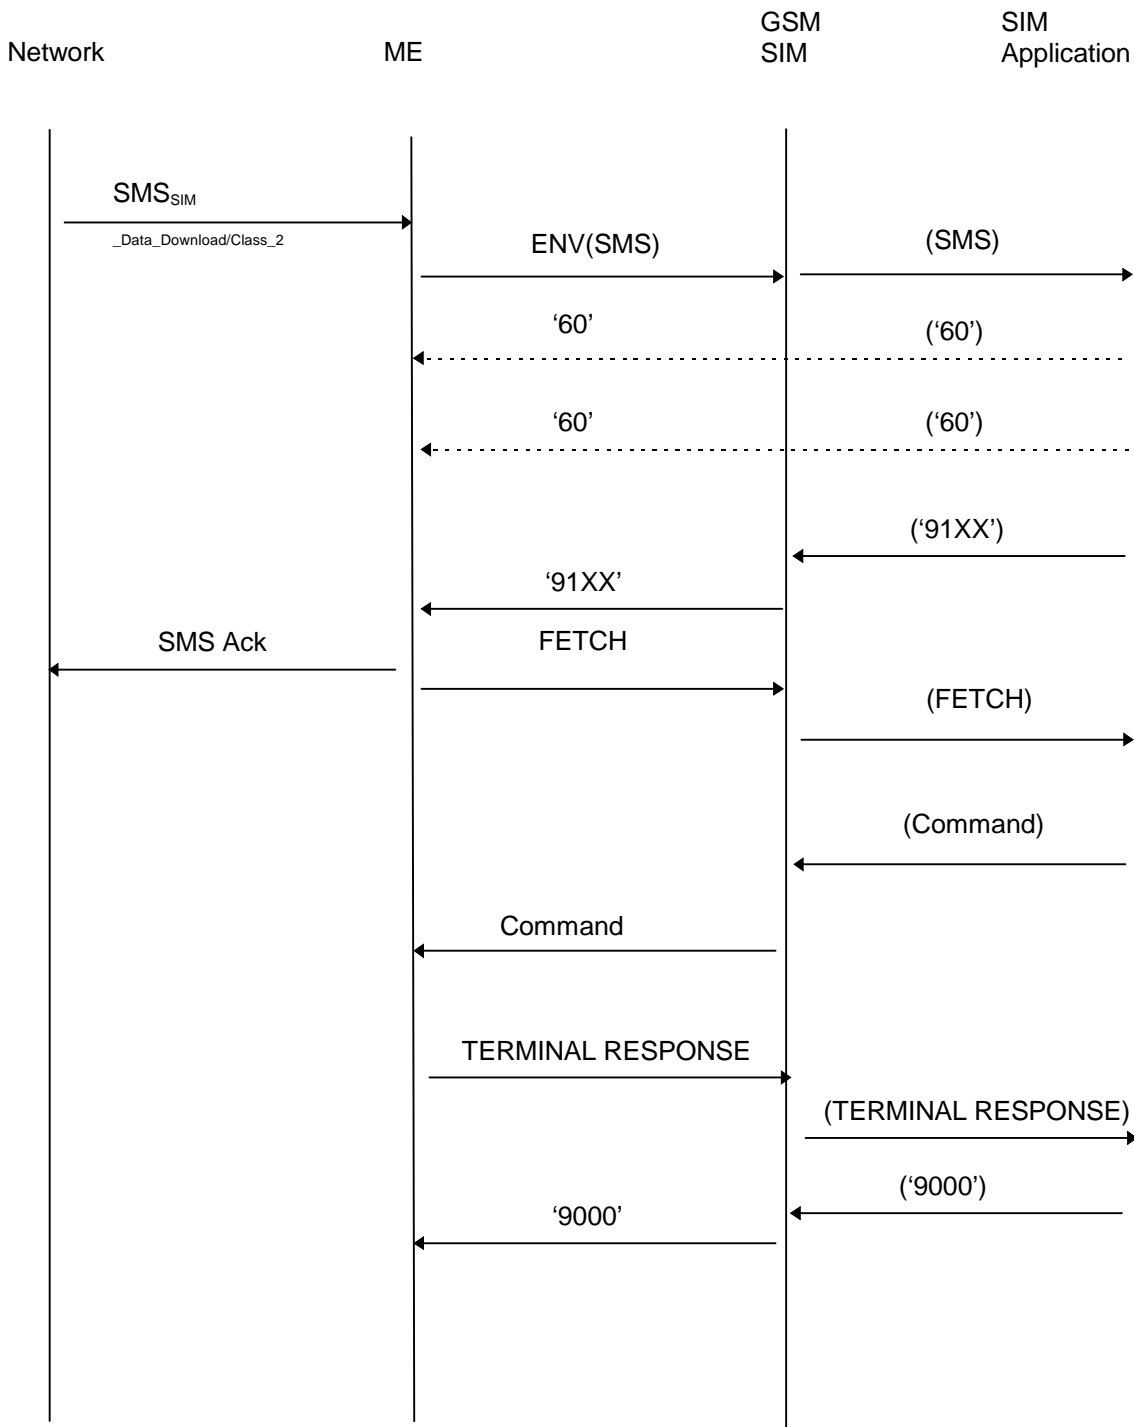 GSM SIM
Network ME SIM Application
SMSSIM
_Data_Download/Class_2
ENV(SMS) (SMS)
‘60’ (‘60’)
‘60’ (‘60’)
(‘91XX’)
‘91XX’
SMS Ack FETCH
(FETCH)
(Command)
Command
TERMINAL RESPONSE
(TERMINAL RESPONSE)
(‘9000’)
‘9000’